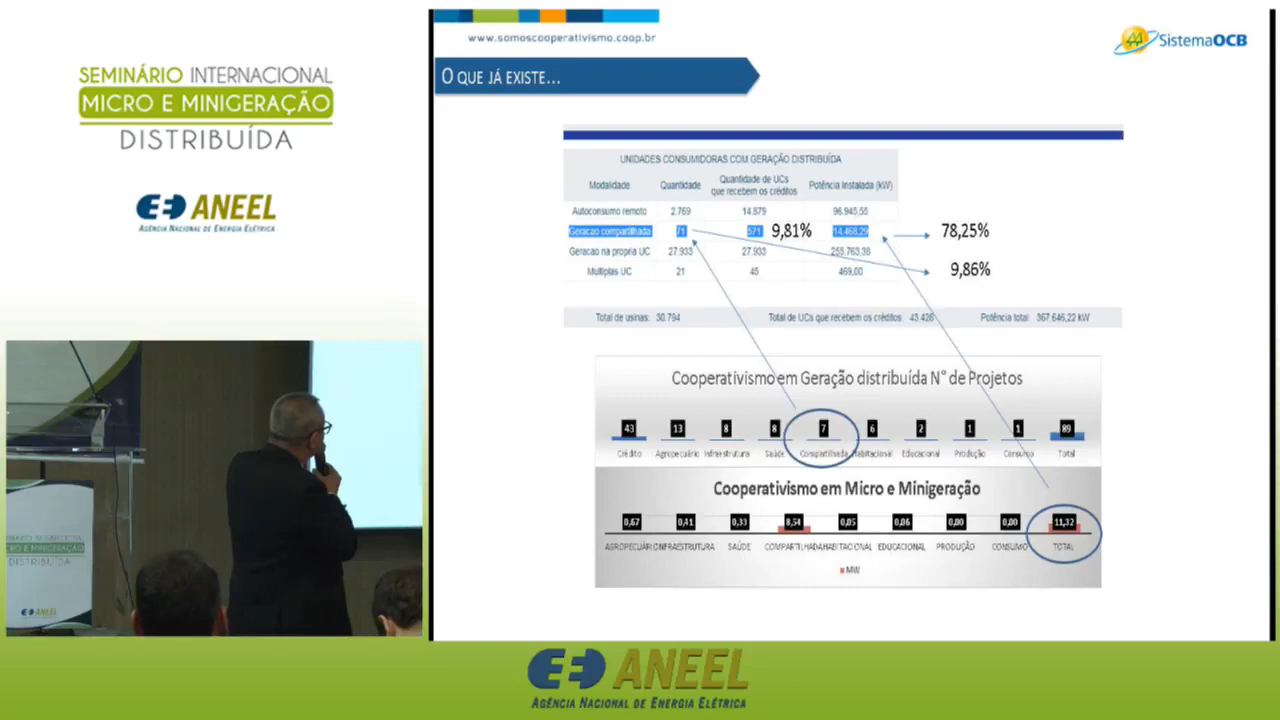 SEMINÁRIO INTERNACIONAL
MICRO E MINIGERAÇÃO
DISTRIBUÍDA
ANEEL
AGÊNCIA NACIONAL DE ENERGIA ELÉTRICA
www.somoscooperativismo.coop.br
SistemaOCB
O QUE JÁ EXISTE...
UNIDADES CONSUMIDORAS COM GERAÇÃO DISTRIBUÍDA
Modalidade Quantidade Quantidade de UCs que recebem os créditos Potência Instalada (kW)
Autoconsumo remoto 2.769 14.879 96.945,55
Geracao compartilhada 71 571 9,81% 14.468,29 78,25%
Geracao na propria UC 27.933 27.933 255.763,38
9,86%
Multiplas UC 21 45 469,00
Total de usinas: 30.794 Total de UCs que recebem os créditos: 43.428 Potência total: 367.646,22 kW
Cooperativismo em Geração distribuída N° de Projetos
43 13 8 8 7 6 2 1 1 89
Crédito Agropecuário Infraestrutura Saúde Compartilhada Habitacional Educacional Produção Consumo Total
Cooperativismo em Micro e Minigeração
0,67 0,41 0,33 8,54 0,05 0,06 0,00 0,00 11,32
AGROPECUÁRIO INFRAESTRUTURA SAÚDE COMPARTILHADA HABITACIONAL EDUCACIONAL PRODUÇÃO CONSUMO TOTAL
MW
MINIGERAÇÃO
DISTRIBUÍDA
ANEEL
ANEEL
AGÊNCIA NACIONAL DE ENERGIA ELÉTRICA